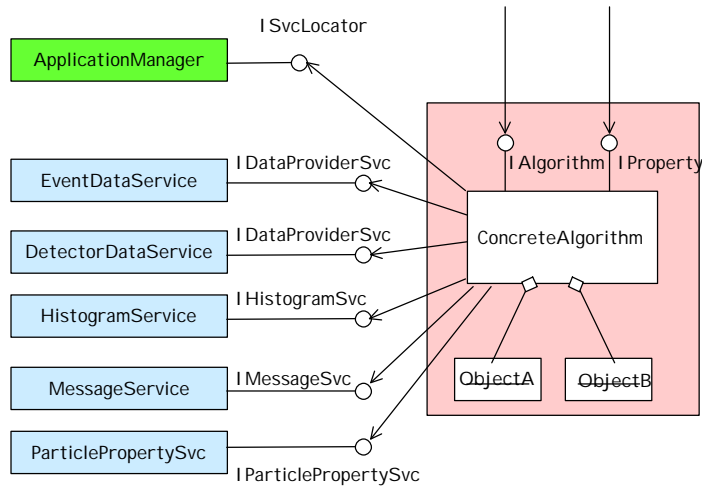 ISvcLocator
ApplicationManager
IDataProviderSvc
IAlgorithm
IProperty
EventDataService
IDataProviderSvc
ConcreteAlgorithm
DetectorDataService
IHistogramSvc
HistogramService
IMessageSvc
ObjectA
ObjectB
MessageService
ParticlePropertySvc
IParticlePropertySvc